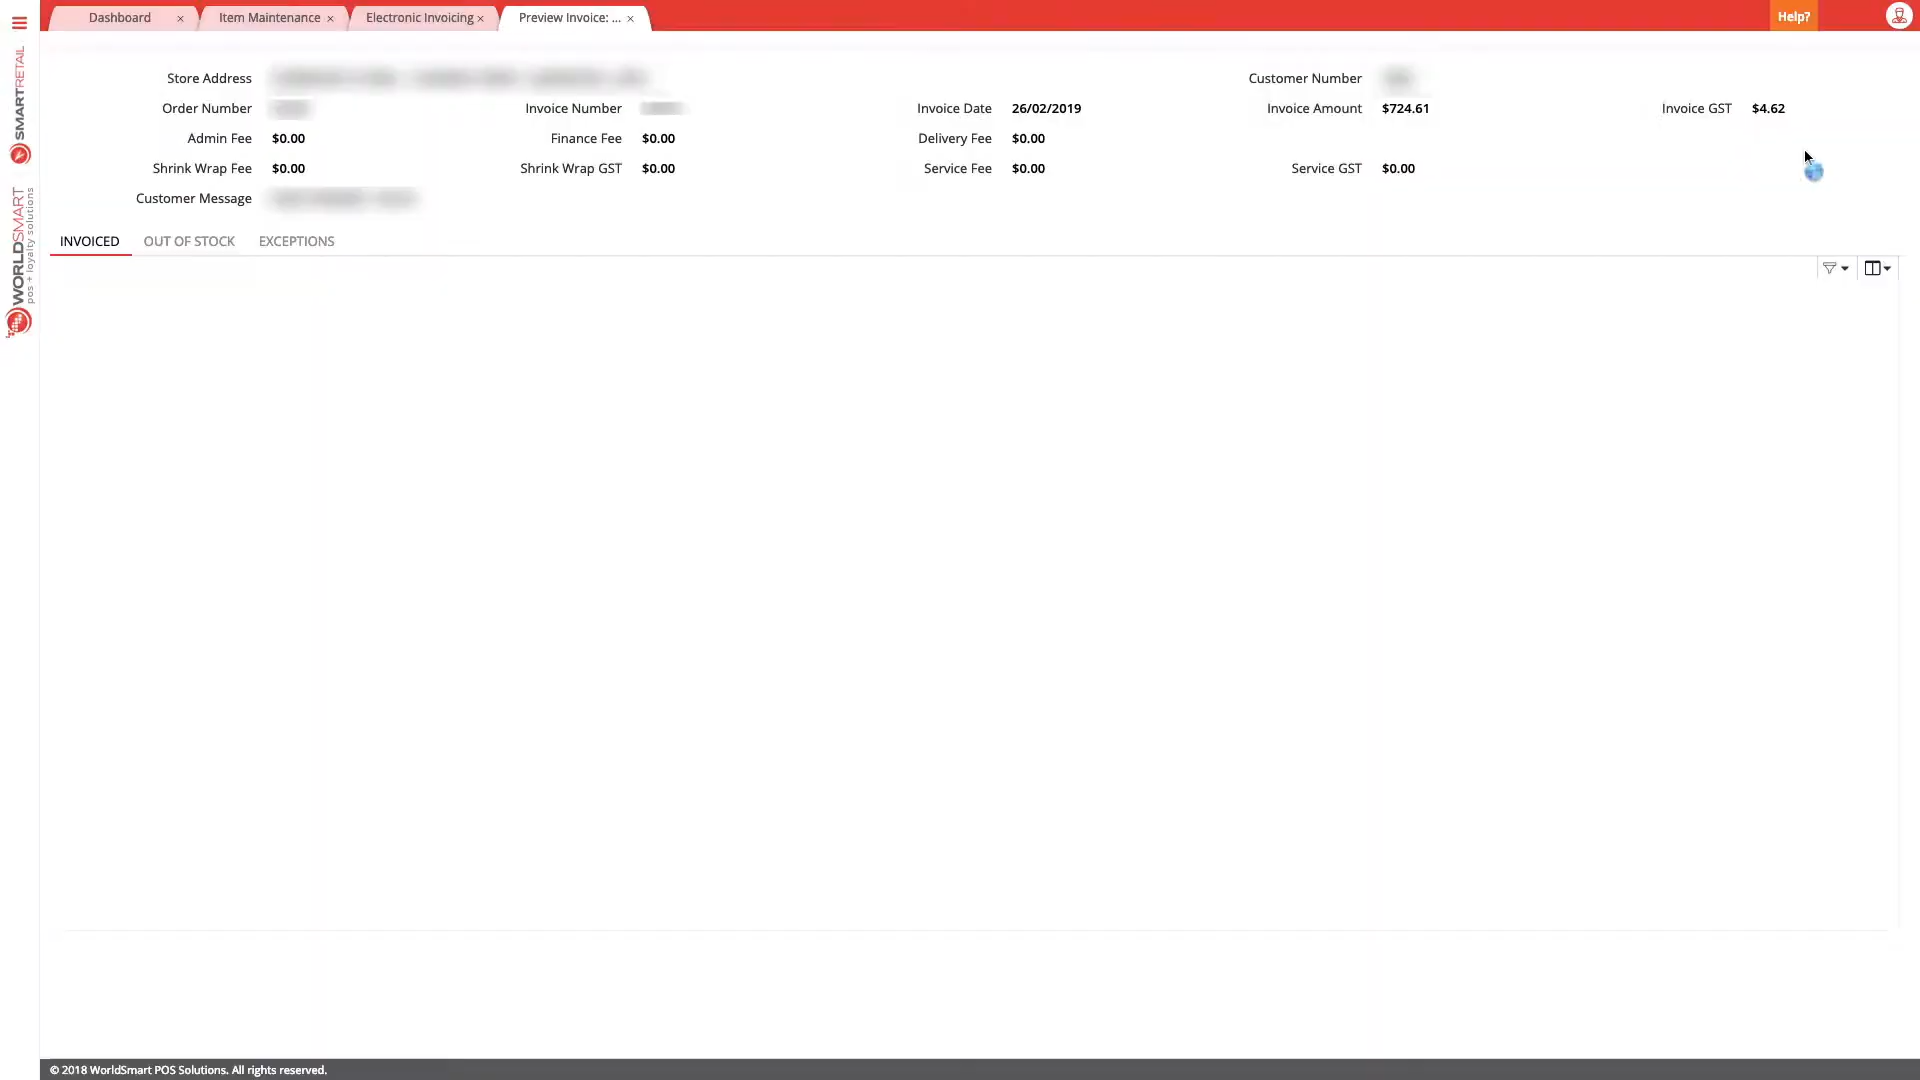 Dashboard × Item Maintenance × Electronic Invoicing × Preview Invoice: ... × Help?
Store Address Customer Number
Order Number Invoice Number Invoice Date 26/02/2019 Invoice Amount $724.61 Invoice GST $4.62
Admin Fee $0.00 Finance Fee $0.00 Delivery Fee $0.00
Shrink Wrap Fee $0.00 Shrink Wrap GST $0.00 Service Fee $0.00 Service GST $0.00
Customer Message
INVOICED OUT OF STOCK EXCEPTIONS
SMARTRETAIL
WORLDSMART
pos + loyalty solutions
© 2018 WorldSmart POS Solutions. All rights reserved.